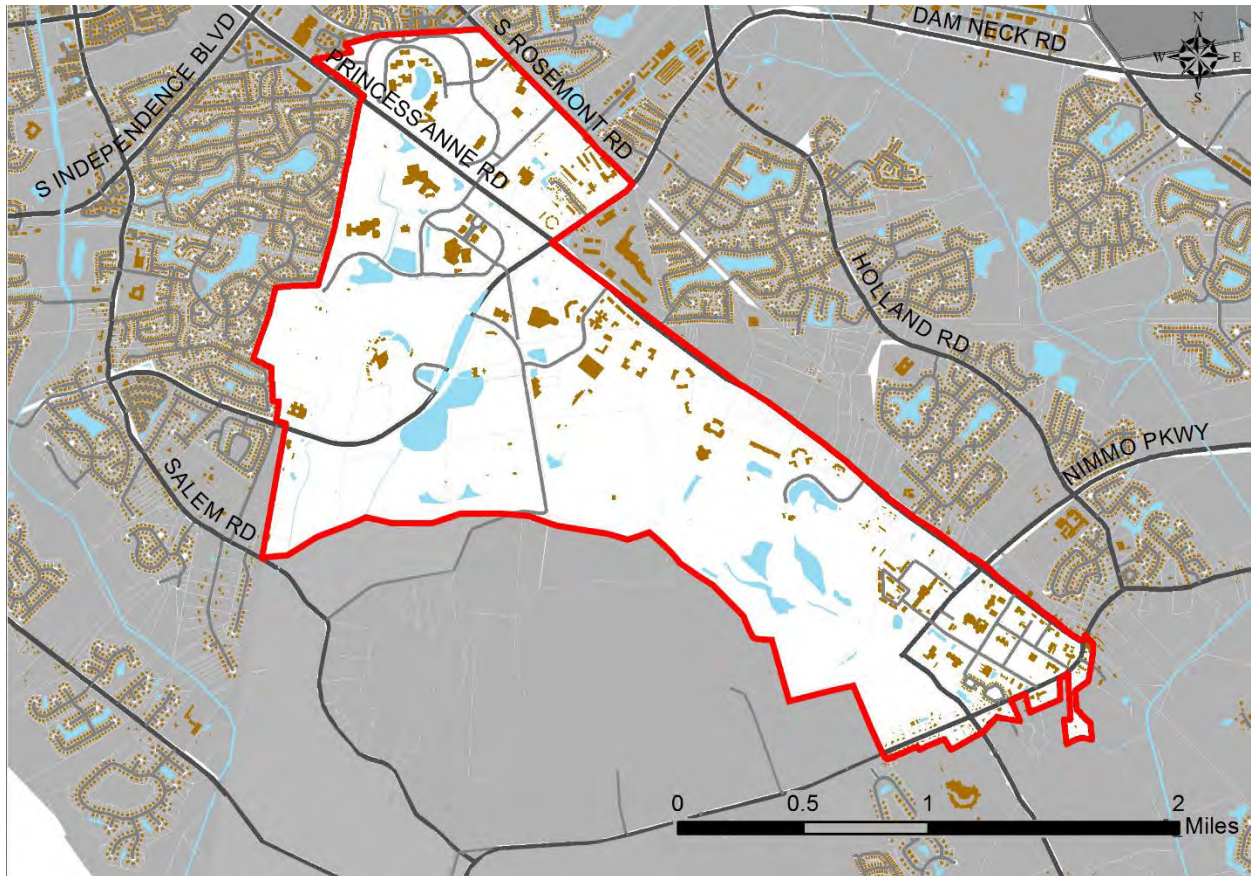 DAM NECK RD
N
W E
S
S INDEPENDENCE BLVD
S ROSEMONT RD
PRINCESS ANNE RD
HOLLAND RD
NIMMO PKWY
SALEM RD
0 0.5 1 2
Miles